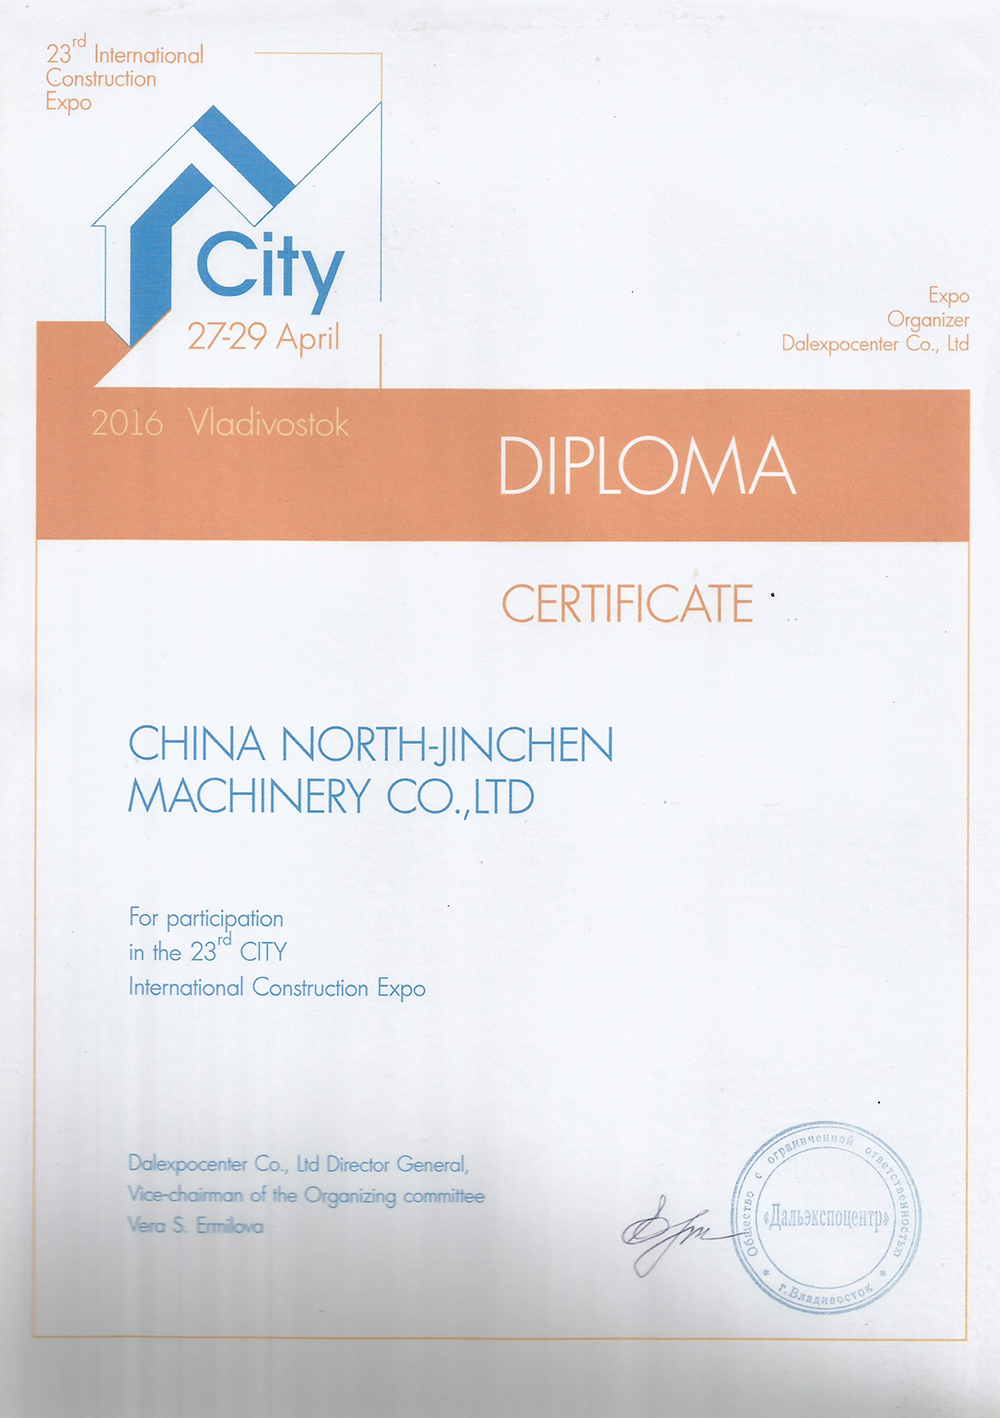 23rd International
Construction
Expo
City
27-29 April
Expo
Organizer
Dalexpocenter Co., Ltd
2016 Vladivostok
DIPLOMA
CERTIFICATE
CHINA NORTH-JINCHEN
MACHINERY CO.,LTD
For participation
in the 23rd CITY
International Construction Expo
Dalexpocenter Co., Ltd Director General,
Vice-chairman of the Organizing committee
Vera S. Ermilova
Общество с ограниченной ответственностью
«Дальэкспоцентр»
* г.Владивосток *